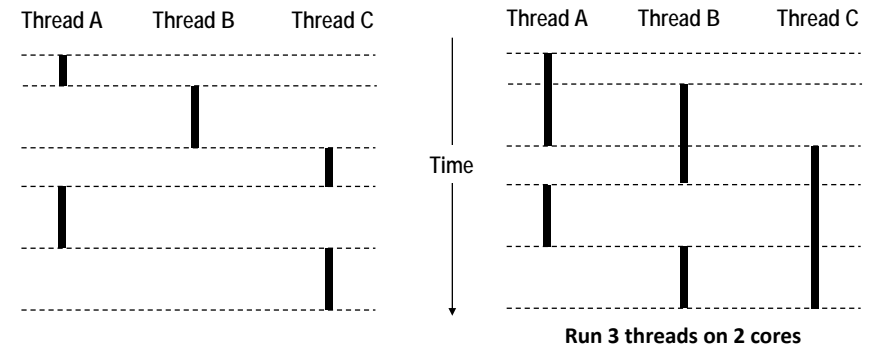 Thread A Thread B Thread C
Thread A Thread B Thread C
Time
Run 3 threads on 2 cores